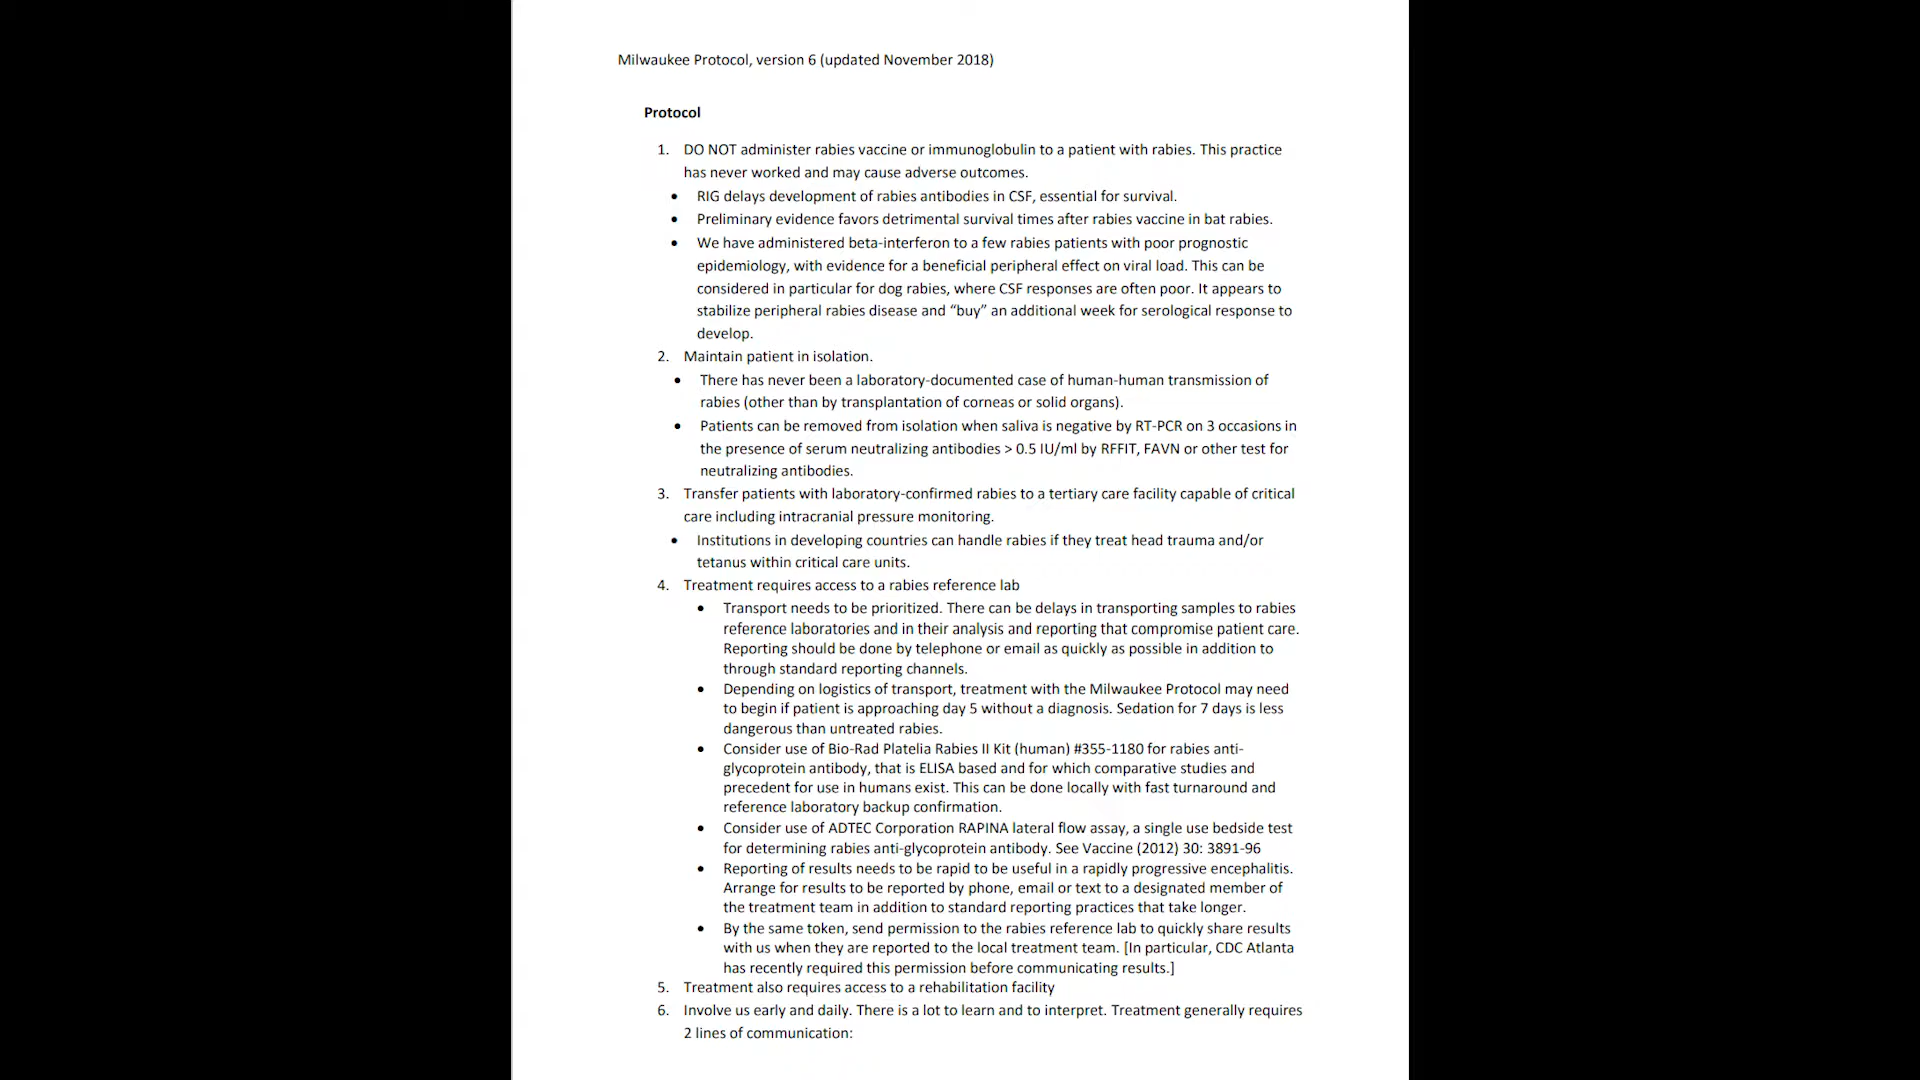 Milwaukee Protocol, version 6 (updated November 2018)
Protocol
1. DO NOT administer rabies vaccine or immunoglobulin to a patient with rabies. This practice
has never worked and may cause adverse outcomes.
• RIG delays development of rabies antibodies in CSF, essential for survival.
• Preliminary evidence favors detrimental survival times after rabies vaccine in bat rabies.
• We have administered beta-interferon to a few rabies patients with poor prognostic
epidemiology, with evidence for a beneficial peripheral effect on viral load. This can be
considered in particular for dog rabies, where CSF responses are often poor. It appears to
stabilize peripheral rabies disease and “buy” an additional week for serological response to
develop.
2. Maintain patient in isolation.
• There has never been a laboratory-documented case of human-human transmission of
rabies (other than by transplantation of corneas or solid organs).
• Patients can be removed from isolation when saliva is negative by RT-PCR on 3 occasions in
the presence of serum neutralizing antibodies > 0.5 IU/ml by RFFIT, FAVN or other test for
neutralizing antibodies.
3. Transfer patients with laboratory-confirmed rabies to a tertiary care facility capable of critical
care including intracranial pressure monitoring.
• Institutions in developing countries can handle rabies if they treat head trauma and/or
tetanus within critical care units.
4. Treatment requires access to a rabies reference lab
• Transport needs to be prioritized. There can be delays in transporting samples to rabies
reference laboratories and in their analysis and reporting that compromise patient care.
Reporting should be done by telephone or email as quickly as possible in addition to
through standard reporting channels.
• Depending on logistics of transport, treatment with the Milwaukee Protocol may need
to begin if patient is approaching day 5 without a diagnosis. Sedation for 7 days is less
dangerous than untreated rabies.
• Consider use of Bio-Rad Platelia Rabies II Kit (human) #355-1180 for rabies anti-
glycoprotein antibody, that is ELISA based and for which comparative studies and
precedent for use in humans exist. This can be done locally with fast turnaround and
reference laboratory backup confirmation.
• Consider use of ADTEC Corporation RAPINA lateral flow assay, a single use bedside test
for determining rabies anti-glycoprotein antibody. See Vaccine (2012) 30: 3891-96
• Reporting of results needs to be rapid to be useful in a rapidly progressive encephalitis.
Arrange for results to be reported by phone, email or text to a designated member of
the treatment team in addition to standard reporting practices that take longer.
• By the same token, send permission to the rabies reference lab to quickly share results
with us when they are reported to the local treatment team. [In particular, CDC Atlanta
has recently required this permission before communicating results.]
5. Treatment also requires access to a rehabilitation facility
6. Involve us early and daily. There is a lot to learn and to interpret. Treatment generally requires
2 lines of communication: